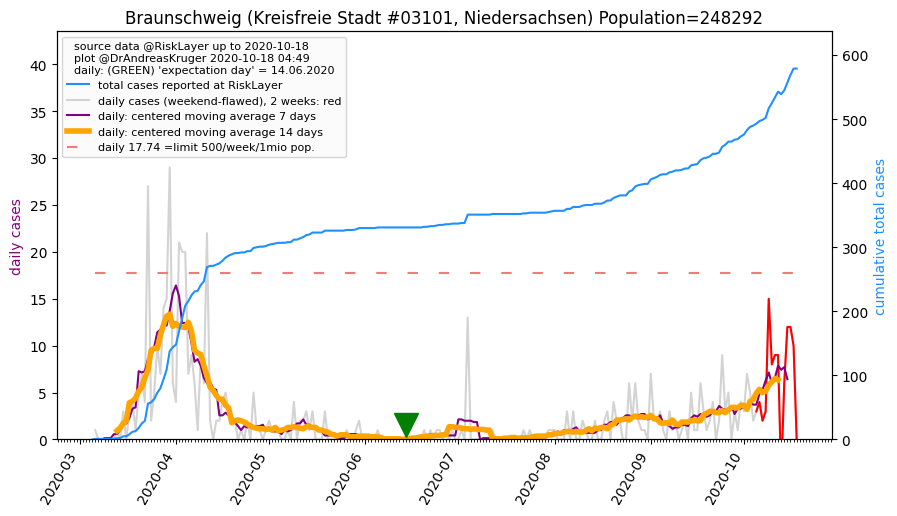 Braunschweig (Kreisfreie Stadt #03101, Niedersachsen) Population=248292
source data @RiskLayer up to 2020-10-18
plot @DrAndreasKruger 2020-10-18 04:49
daily: (GREEN) 'expectation day' = 14.06.2020
total cases reported at RiskLayer
daily cases (weekend-flawed), 2 weeks: red
daily: centered moving average 7 days
daily: centered moving average 14 days
daily 17.74 =limit 500/week/1mio pop.
daily cases
40
35
30
25
20
15
10
5
0
600
500
400
300
200
100
0
cumulative total cases
2020-03
2020-04
2020-05
2020-06
2020-07
2020-08
2020-09
2020-10